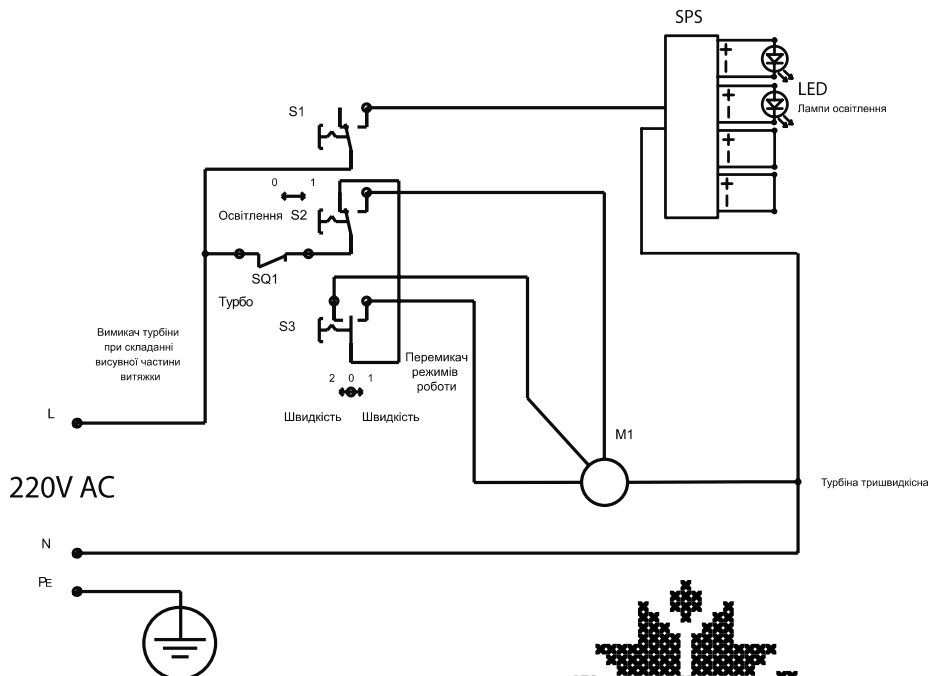 SPS
+
LED
Лампи освітлення
+
+
+
S1
0 1
Освітлення S2
SQ1
Турбо
S3
Вимикач турбіни
при складанні
висувної частини
витяжки
Перемикач
режимів
роботи
2 0 1
Швидкість Швидкість
L
M1
220V AC
Турбіна тришвидкісна
N
PE